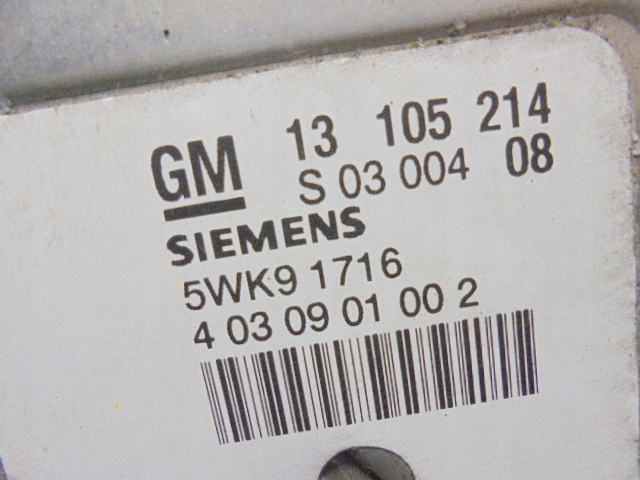 GM 13 105 214
S 03 004 08
SIEMENS
5WK9 1716
4 03 09 01 00 2